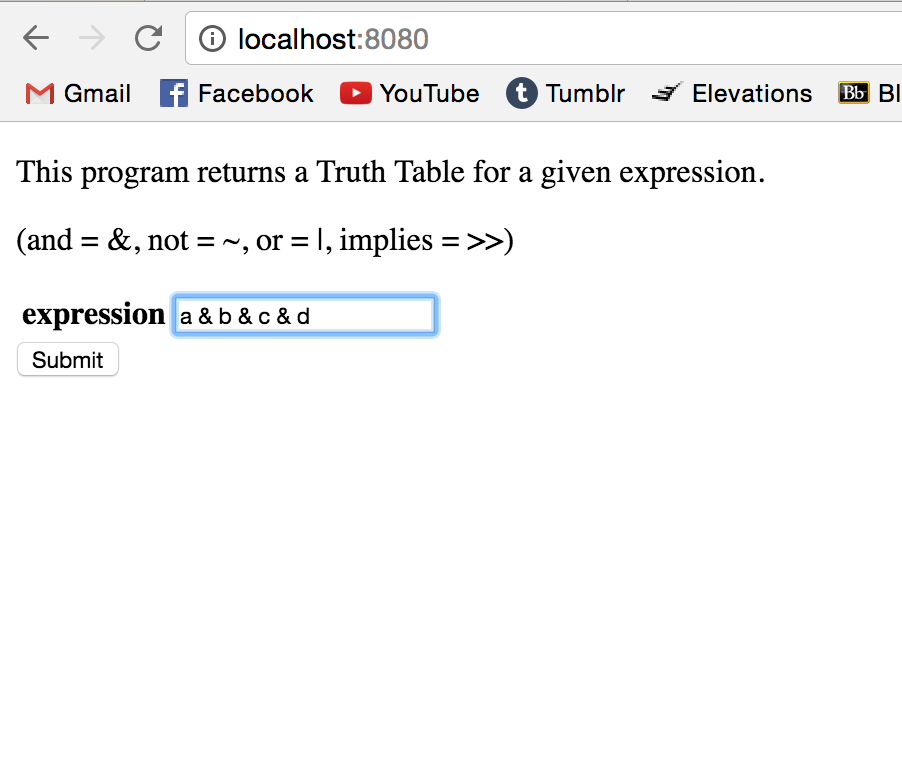 localhost:8080
Gmail Facebook YouTube Tumblr Elevations Bb Bl
This program returns a Truth Table for a given expression.
(and = &, not = ~, or = |, implies = >>)
expression a & b & c & d
Submit